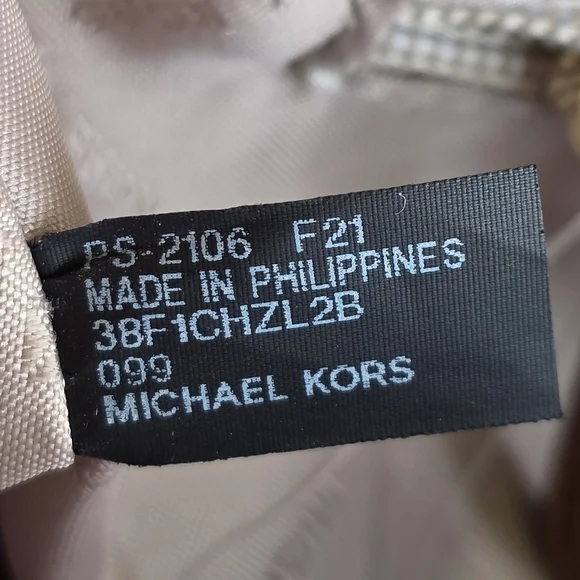 PS-2106 F21
MADE IN PHILIPPINES
38F1CHZL2B
099
MICHAEL KORS